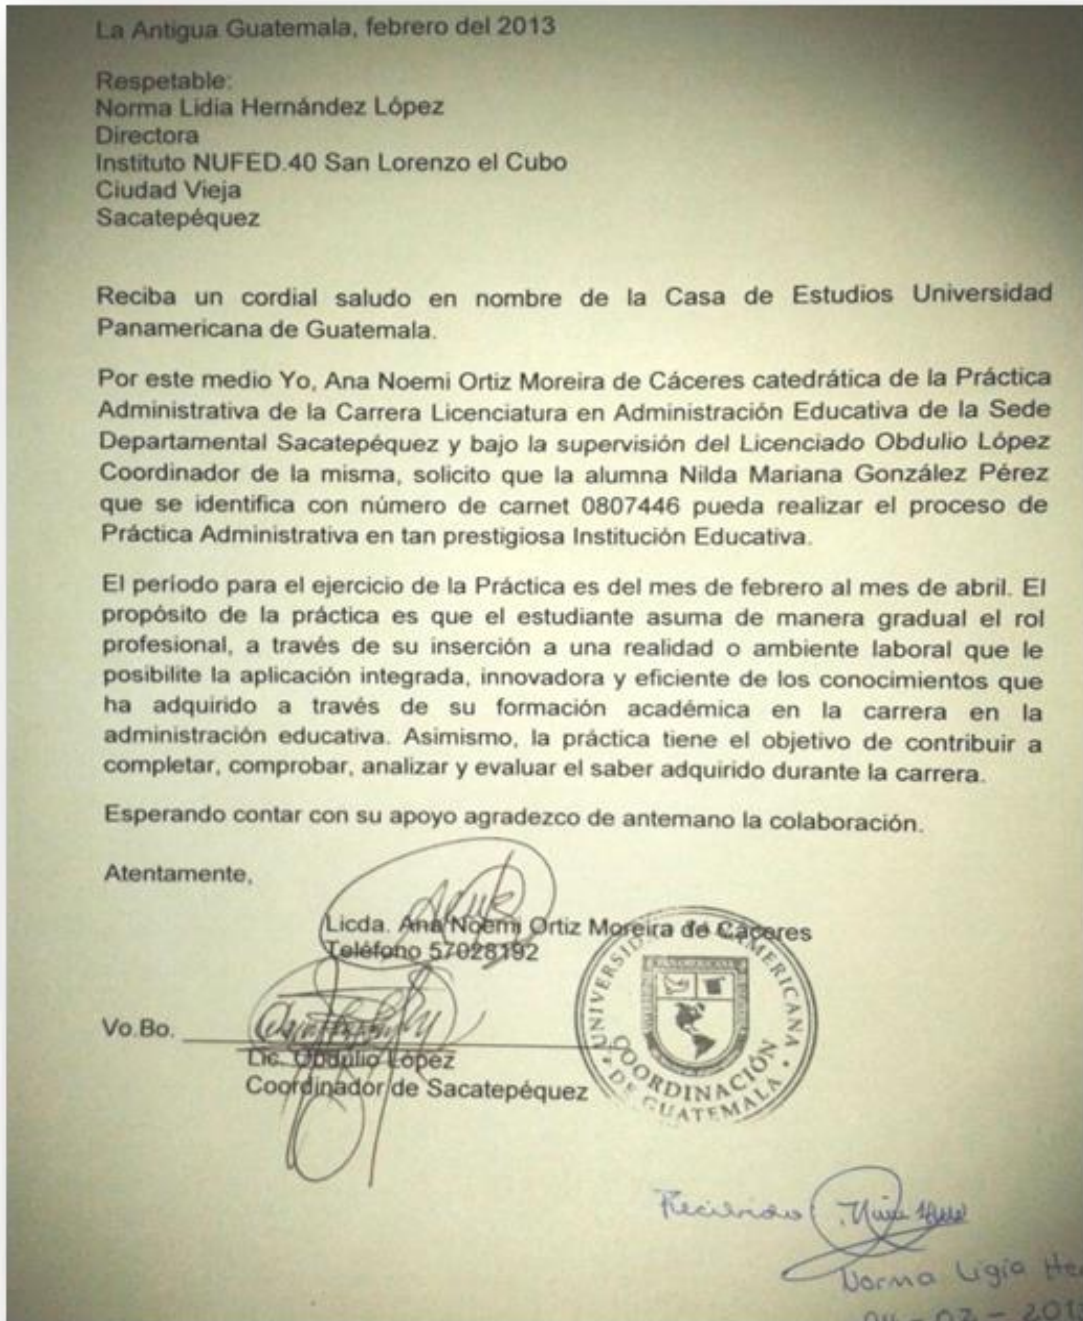 La Antigua Guatemala, febrero del 2013
Respetable:
Norma Lidia Hernández López
Directora
Instituto NUFED.40 San Lorenzo el Cubo
Ciudad Vieja
Sacatepéquez
Reciba un cordial saludo en nombre de la Casa de Estudios Universidad
Panamericana de Guatemala.
Por este medio Yo, Ana Noemi Ortiz Moreira de Cáceres catedrática de la Práctica
Administrativa de la Carrera Licenciatura en Administración Educativa de la Sede
Departamental Sacatepéquez y bajo la supervisión del Licenciado Obdulio López
Coordinador de la misma, solicito que la alumna Nilda Mariana González Pérez
que se identifica con número de carnet 0807446 pueda realizar el proceso de
Práctica Administrativa en tan prestigiosa Institución Educativa.
El período para el ejercicio de la Práctica es del mes de febrero al mes de abril. El
propósito de la práctica es que el estudiante asuma de manera gradual el rol
profesional, a través de su inserción a una realidad o ambiente laboral que le
posibilite la aplicación integrada, innovadora y eficiente de los conocimientos que
ha adquirido a través de su formación académica en la carrera en la
administración educativa. Asimismo, la práctica tiene el objetivo de contribuir a
completar, comprobar, analizar y evaluar el saber adquirido durante la carrera.
Esperando contar con su apoyo agradezco de antemano la colaboración.
Atentamente,
Licda. Ana Noemi Ortiz Moreira de Cáceres
Teléfono 57028192
Vo.Bo.
Lic. Obdulio López
Coordinador de Sacatepéquez
UNIVERSIDAD PANAMERICANA
COORDINACIÓN
DE GUATEMALA
Recibido
Norma Ligia